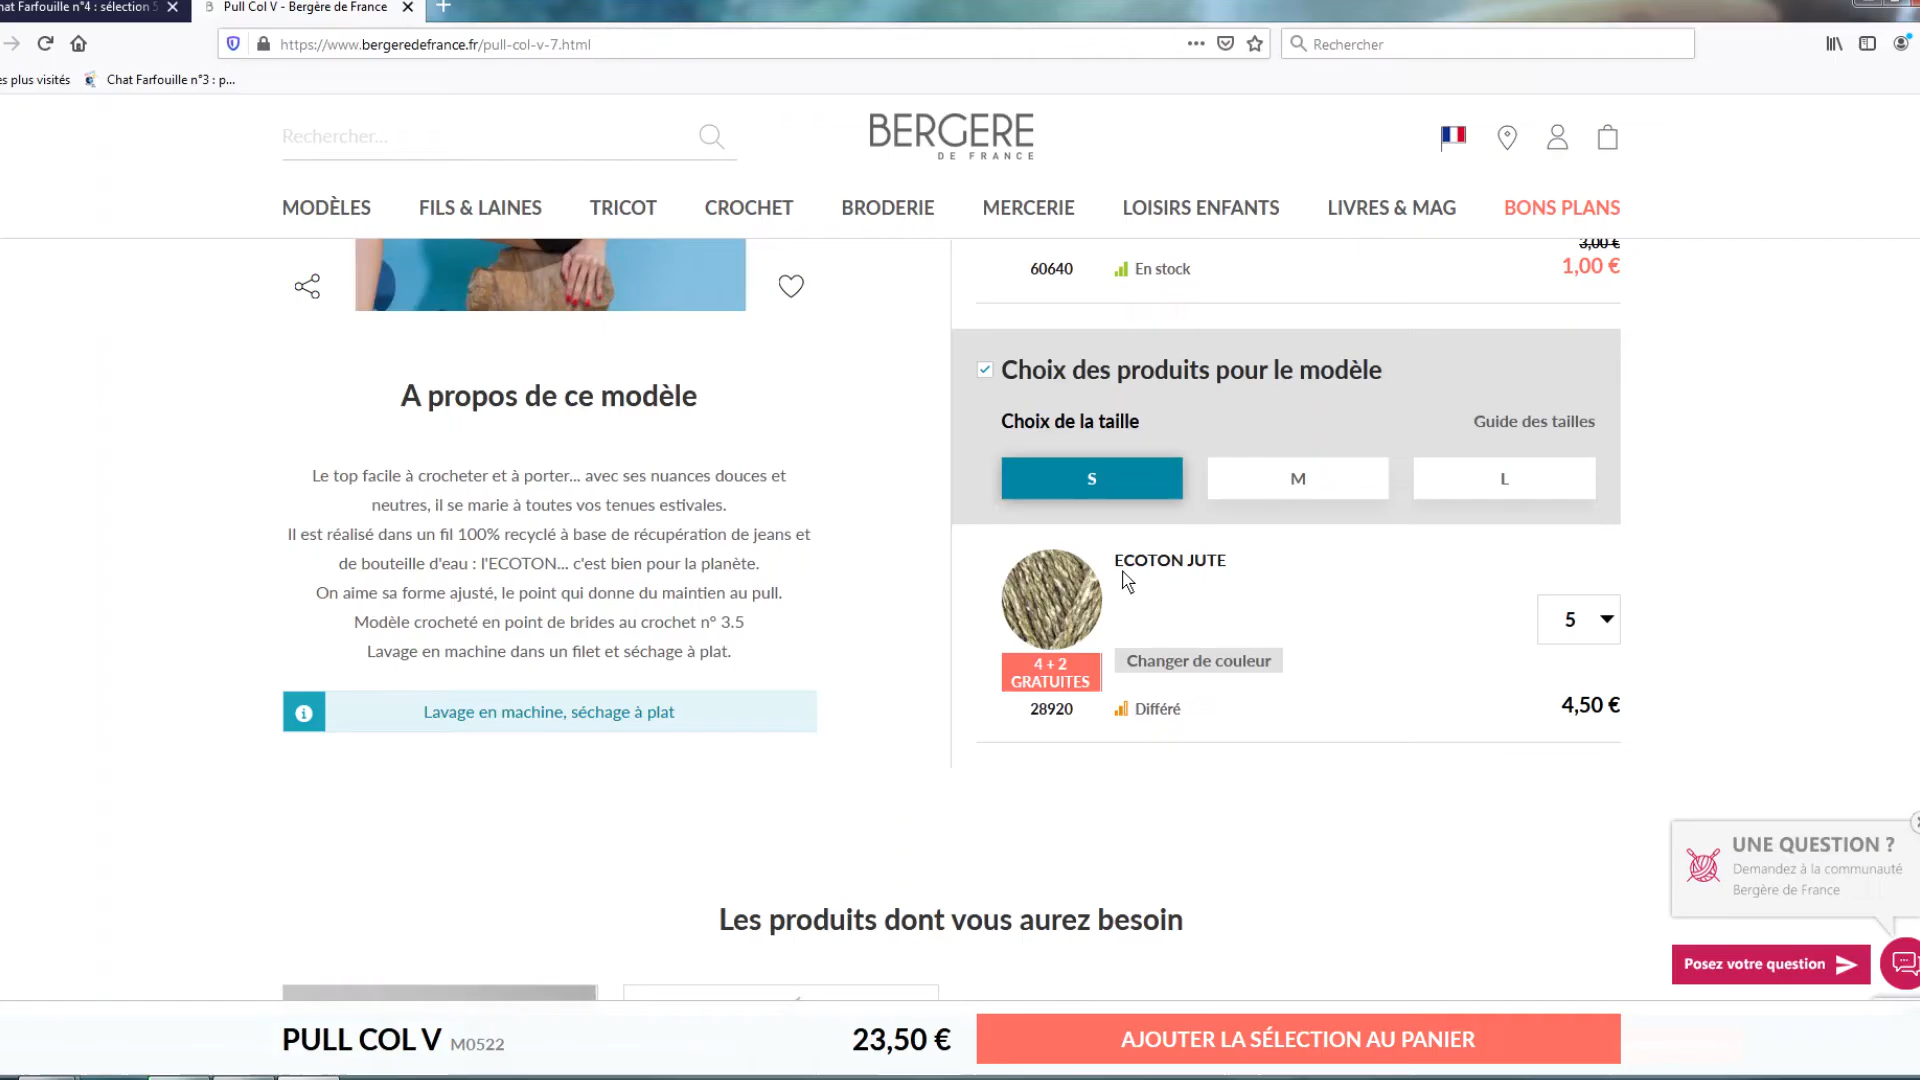 hat Farfouille n°4 : sélection 5
Pull Col V - Bergère de France
https://www.bergeredefrance.fr/pull-col-v-7.html
Rechercher
es plus visités
Chat Farfouille n°3 : p...
Rechercher...
BERGERE
DE FRANCE
MODÈLES
FILS & LAINES
TRICOT
CROCHET
BRODERIE
MERCERIE
LOISIRS ENFANTS
LIVRES & MAG
BONS PLANS
3,00 €
60640
En stock
1,00 €
Choix des produits pour le modèle
A propos de ce modèle
Choix de la taille
Guide des tailles
S
M
L
Le top facile à crocheter et à porter... avec ses nuances douces et
neutres, il se marie à toutes vos tenues estivales.
Il est réalisé dans un fil 100% recyclé à base de récupération de jeans et
de bouteille d'eau : l'ECOTON... c'est bien pour la planète.
On aime sa forme ajusté, le point qui donne du maintien au pull.
Modèle crocheté en point de brides au crochet n° 3.5
Lavage en machine dans un filet et séchage à plat.
Lavage en machine, séchage à plat
ECOTON JUTE
5
4 + 2
GRATUITES
Changer de couleur
28920
Différé
4,50 €
UNE QUESTION ?
Demandez à la communauté
Bergère de France
Les produits dont vous aurez besoin
Posez votre question
PULL COL V M0522
23,50 €
AJOUTER LA SÉLECTION AU PANIER